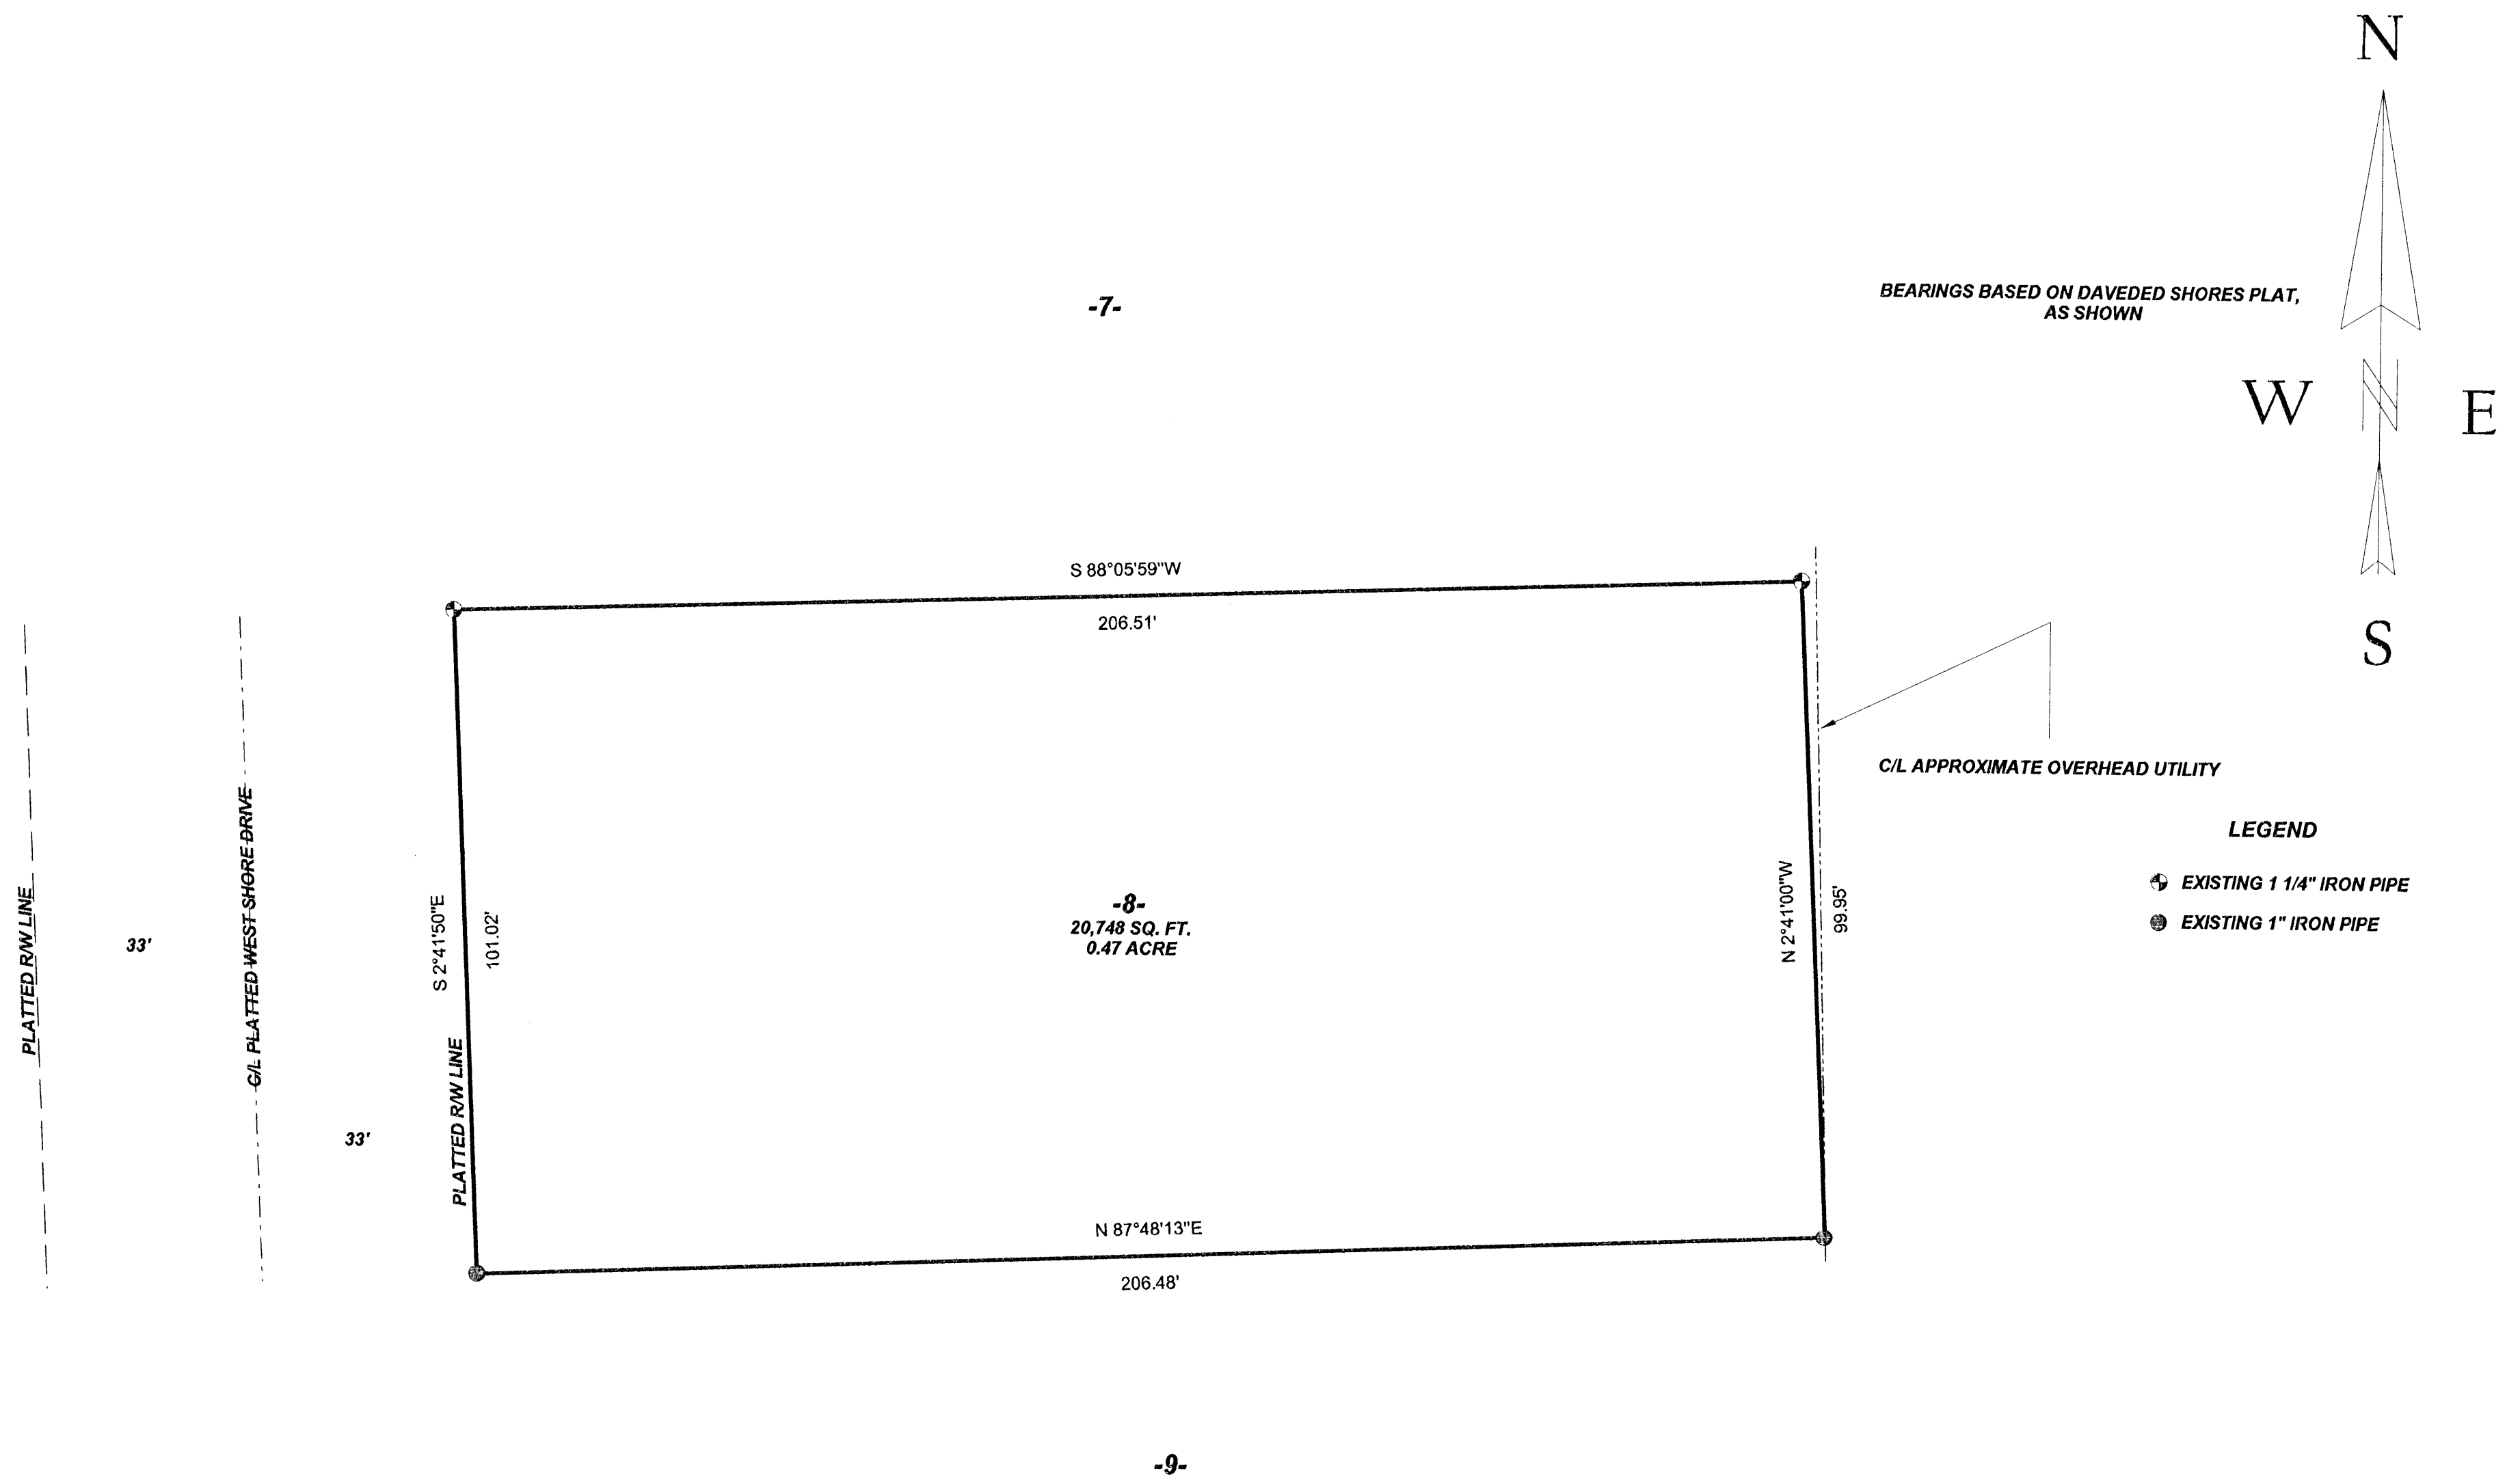 N
-7-
BEARINGS BASED ON DAVEDED SHORES PLAT,
AS SHOWN
W
N
E
S
S 88°05'59"W
206.51'
C/L APPROXIMATE OVERHEAD UTILITY
LEGEND
EXISTING 1 1/4" IRON PIPE
EXISTING 1" IRON PIPE
PLATTED R/W LINE
33'
C/L PLATTED WEST SHORE DRIVE
33'
S 2°41'50"E
101.02'
PLATTED R/W LINE
-8-
20,748 SQ. FT.
0.47 ACRE
N 2°41'00"W
99.95'
N 87°48'13"E
206.48'
-9-